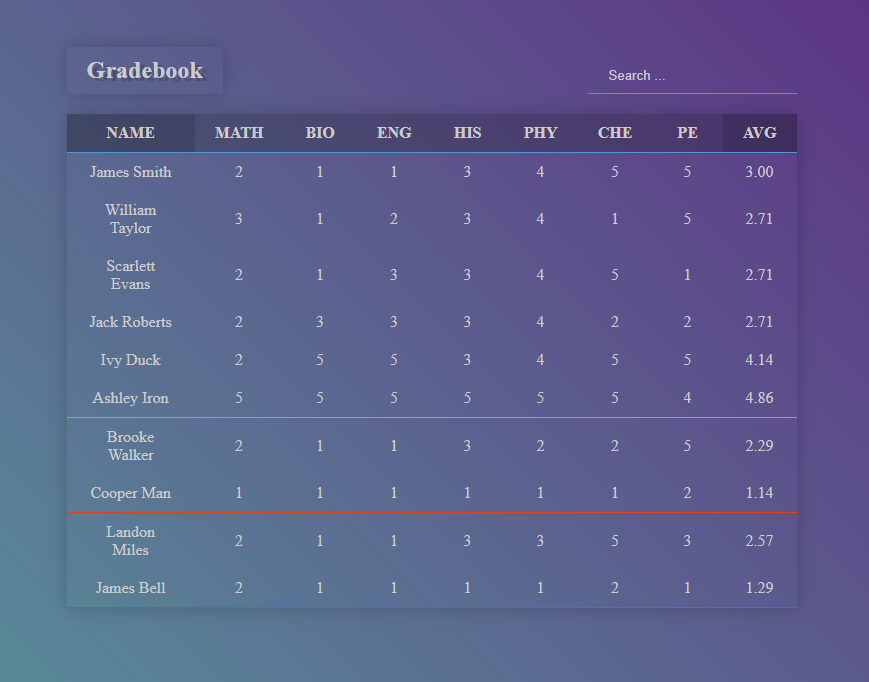 Gradebook
Search ...
NAME MATH BIO ENG HIS PHY CHE PE AVG
James Smith 2 1 1 3 4 5 5 3.00
William
Taylor 3 1 2 3 4 1 5 2.71
Scarlett
Evans 2 1 3 3 4 5 1 2.71
Jack Roberts 2 3 3 3 4 2 2 2.71
Ivy Duck 2 5 5 3 4 5 5 4.14
Ashley Iron 5 5 5 5 5 5 4 4.86
Brooke
Walker 2 1 1 3 2 2 5 2.29
Cooper Man 1 1 1 1 1 1 2 1.14
Landon
Miles 2 1 1 3 3 5 3 2.57
James Bell 2 1 1 1 1 2 1 1.29